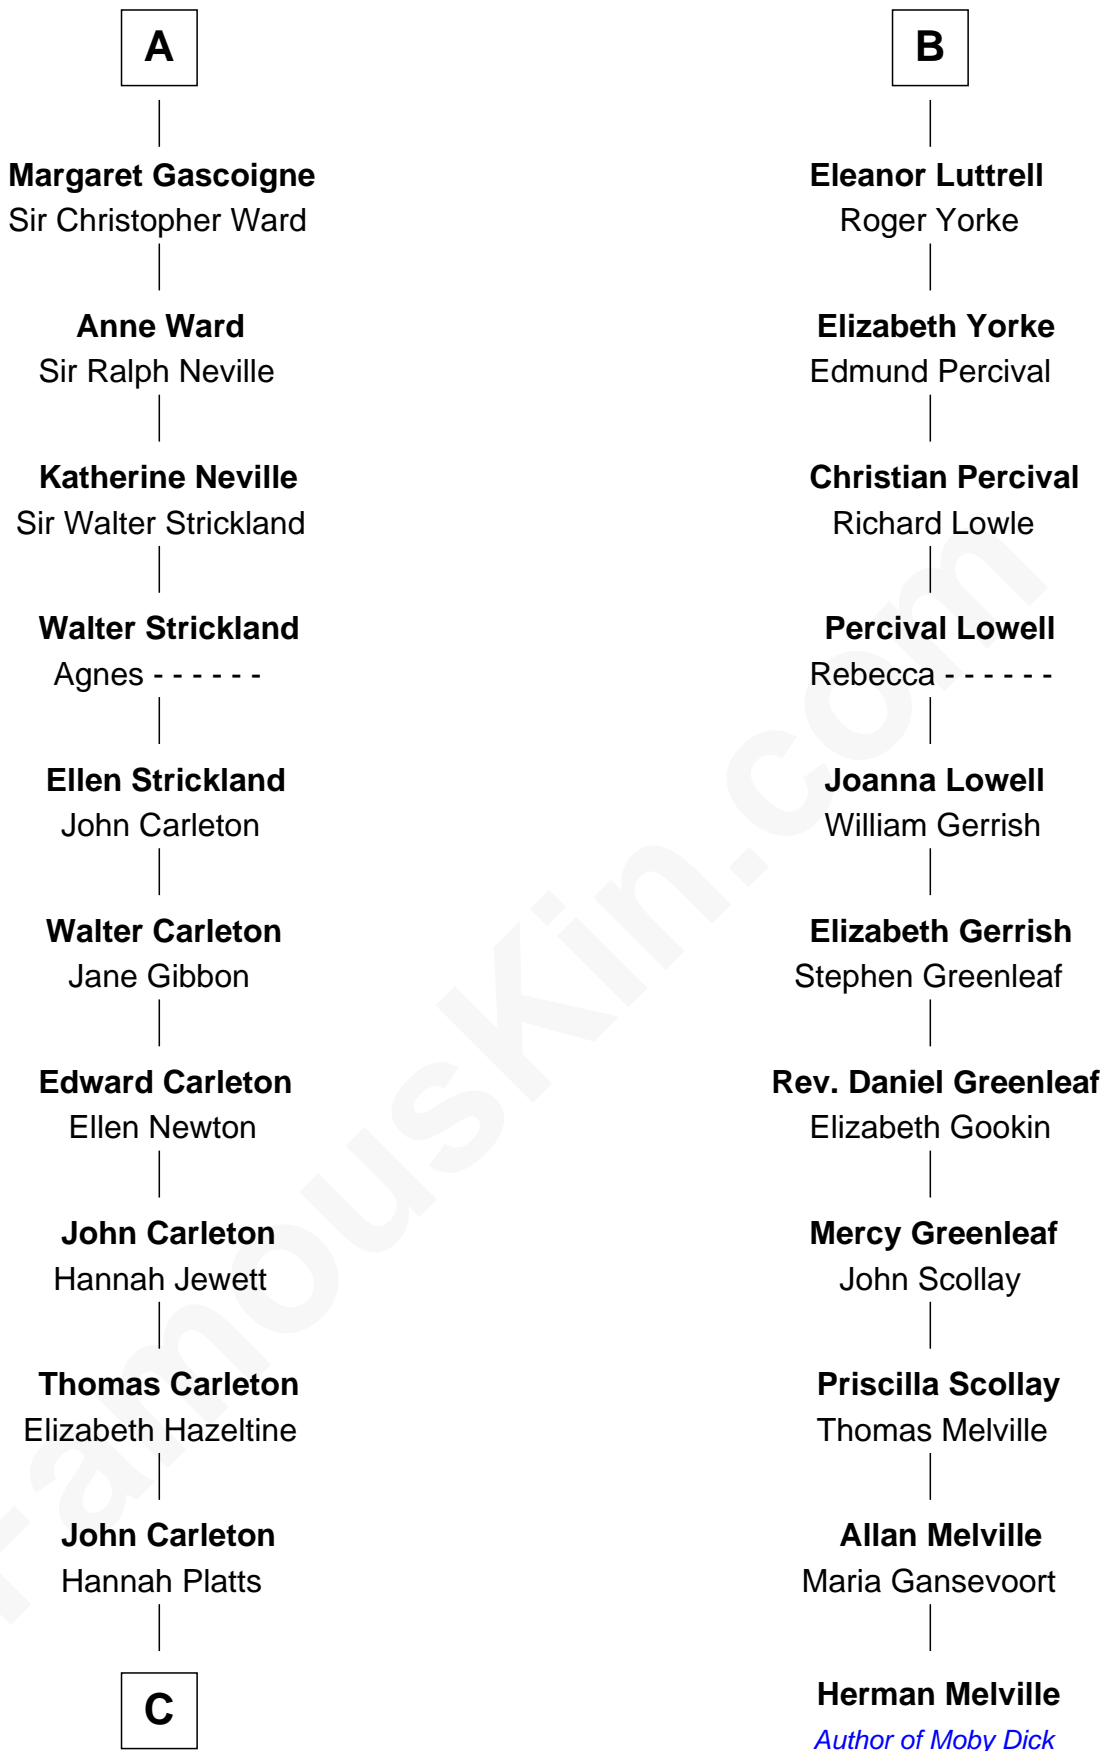 A
Margaret Gascoigne
Sir Christopher Ward
Anne Ward
Sir Ralph Neville
Katherine Neville
Sir Walter Strickland
Walter Strickland
Agnes - - - - - -
Ellen Strickland
John Carleton
Walter Carleton
Jane Gibbon
Edward Carleton
Ellen Newton
John Carleton
Hannah Jewett
Thomas Carleton
Elizabeth Hazeltine
John Carleton
Hannah Platts
C
B
Eleanor Luttrell
Roger Yorke
Elizabeth Yorke
Edmund Percival
Christian Percival
Richard Lowle
Percival Lowell
Rebecca - - - - - -
Joanna Lowell
William Gerrish
Elizabeth Gerrish
Stephen Greenleaf
Rev. Daniel Greenleaf
Elizabeth Gookin
Mercy Greenleaf
John Scollay
Priscilla Scollay
Thomas Melville
Allan Melville
Maria Gansevoort
Herman Melville
Author of Moby Dick
FamousKin.com